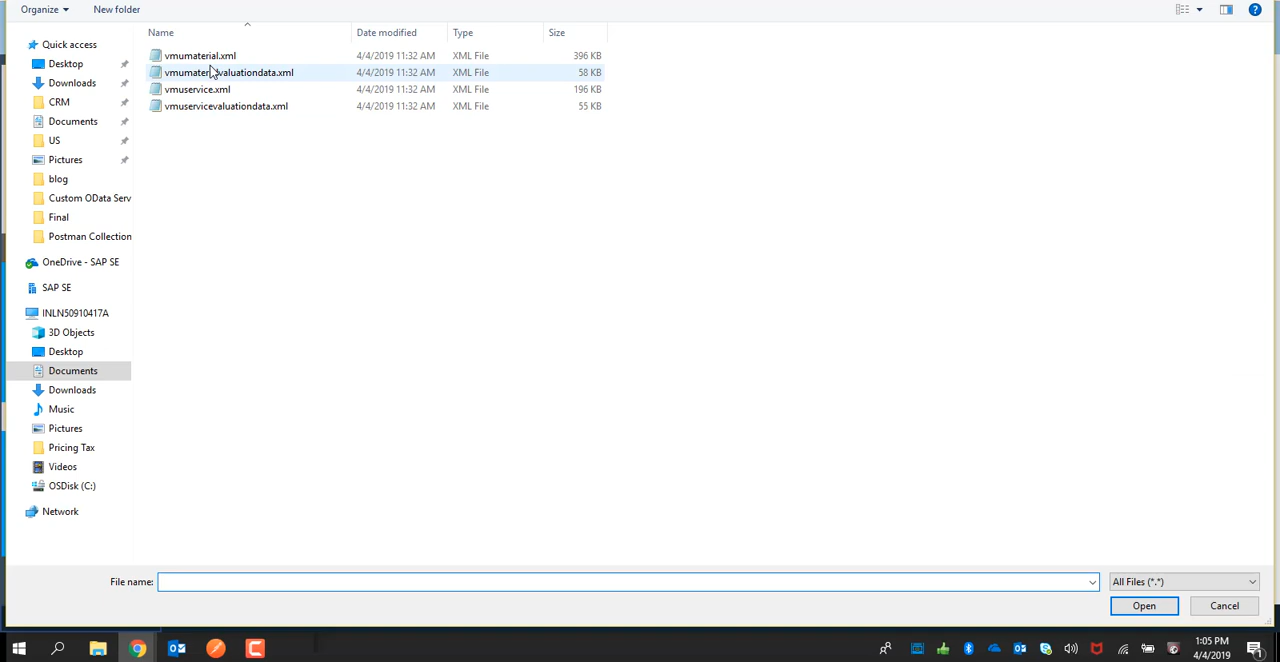 Organize New folder
Name Date modified Type Size
vmumaterial.xml 4/4/2019 11:32 AM XML File 396 KB
4/4/2019 11:32 AM XML File 58 KB
vmuservice.xml 4/4/2019 11:32 AM XML File 196 KB
vmuservicevaluationdata.xml 4/4/2019 11:32 AM XML File 55 KB
Quick access
Desktop
Downloads
CRM
Documents
US
Pictures
blog
Custom OData Serv
Final
Postman Collection
OneDrive - SAP SE
SAP SE
INLN50910417A
3D Objects
Desktop
Documents
Downloads
Music
Pictures
Pricing Tax
Videos
OSDisk (C:)
Network
File name: All Files (*.*)
Open Cancel
1:05 PM
4/4/2019
1